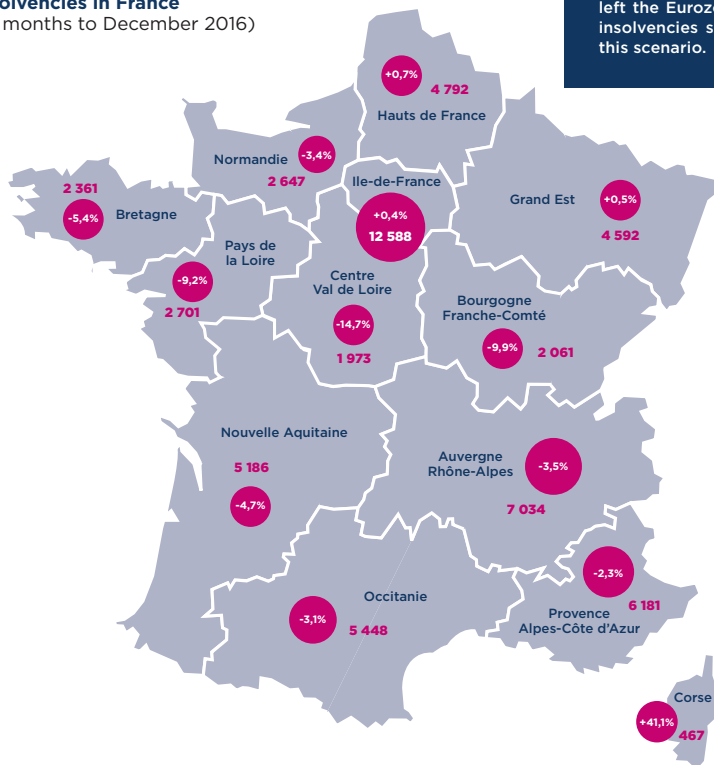 solvencies in France
months to December 2016)
left the Euroz
insolvencies s
this scenario.
+0,7%
4 792
Hauts de France
Normandie
-3,4%
2 647
Ile-de-France
+0,4%
12 588
Grand Est
+0,5%
4 592
2 361
-5,4%
Bretagne
Pays de
la Loire
-9,2%
2 701
Centre
Val de Loire
-14,7%
1 973
Bourgogne
Franche-Comté
-9,9%
2 061
Nouvelle Aquitaine
5 186
-4,7%
Auvergne
Rhône-Alpes
-3,5%
7 034
Occitanie
-3,1%
5 448
-2,3%
6 181
Provence
Alpes-Côte d'Azur
Corse
+41,1%
467